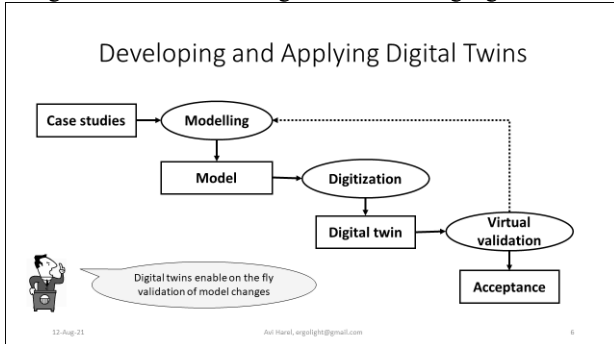 Developing and Applying Digital Twins
Case studies
Modelling
Model
Digitization
Digital twin
Virtual
validation
Acceptance
Digital twins enable on the fly
validation of model changes
12-Aug-21
Avi Harel, ergolight@gmail.com
6